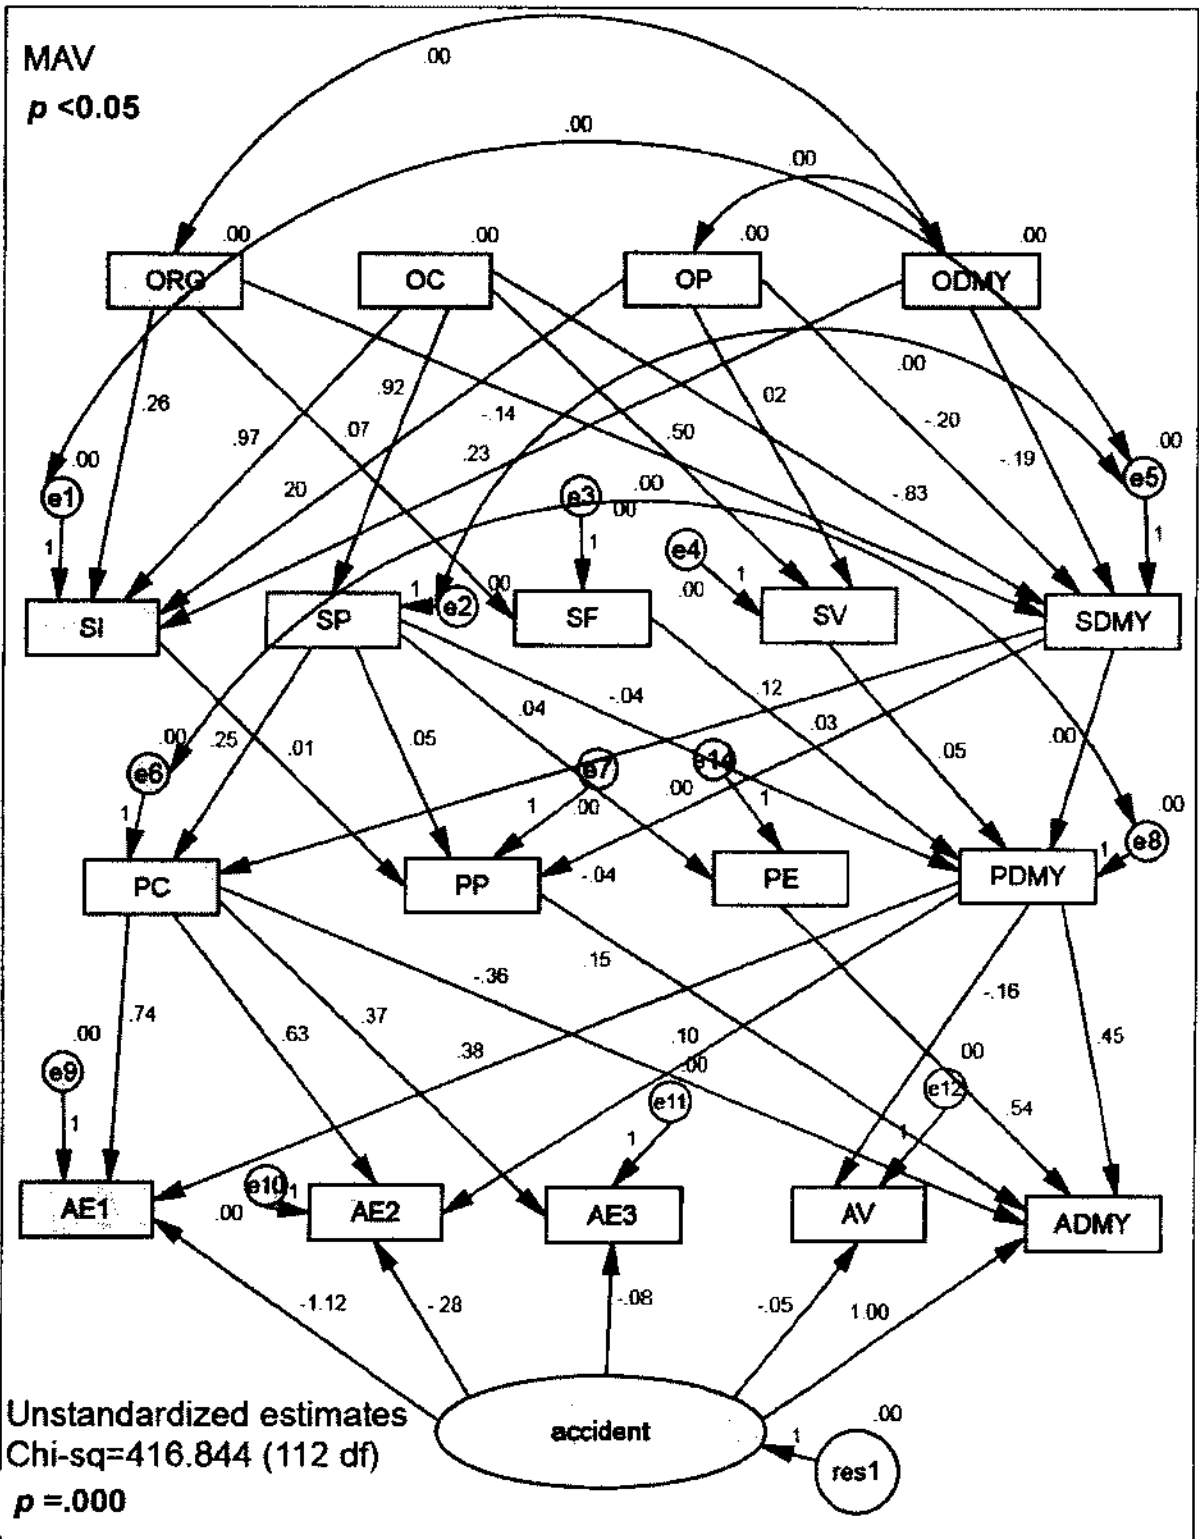 MAV
p <0.05
.00
.00
.00
.00
.00
.00
.00
ORG
OC
OP
ODMY
.00
.26
.92
-.14
02
.97
.07
.50
-.20
.23
-.19
.00
.00
e1
20
e3
.00
00
-.83
e5
1
1
e4
1
1
.00
1
.00
e2
SI
SP
SF
SV
SDMY
-.04
.12
.04
.03
.00
.25
.01
.05
.05
.00
e6
e7
1
.00
.00
1
.00
1
e8
1
PC
PP
-.04
PE
PDMY
.15
-.36
-.16
.74
.63
.37
.10
.45
.00
.38
.00
00
e9
e11
e12
.54
1
1
1
e10
1
.00
AE1
AE2
AE3
AV
ADMY
-1.12
-.28
-.08
-.05
1.00
Unstandardized estimates
Chi-sq=416.844 (112 df)
p =.000
accident
.00
1
res1